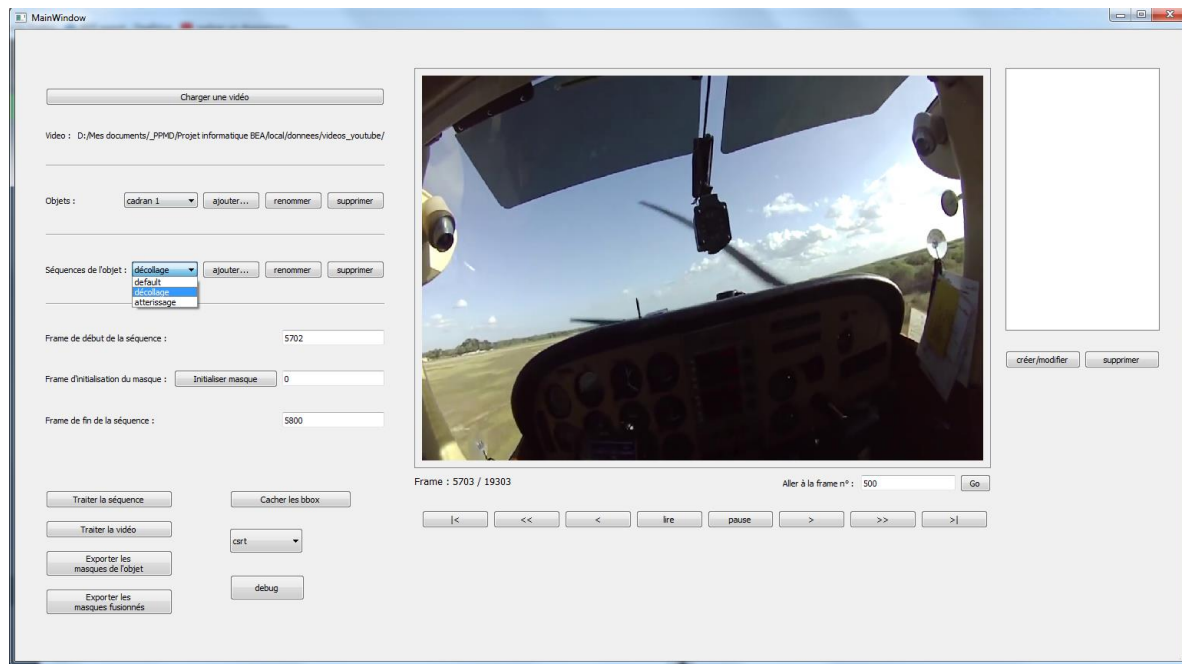 MainWindow
Charger une vidéo
Video : D:/Mes documents/_PPMD/Projet informatique BEA/local/donnees/videos_youtube/
Objets : cadran 1 ajouter... renommer supprimer
Séquences de l'objet : décollage ajouter... renommer supprimer
default
décollage
atterissage
Frame de début de la séquence : 5702
Frame d'initialisation du masque : Initialiser masque 0
Frame de fin de la séquence : 5800
Traiter la séquence Cacher les bbox
Traiter la vidéo
csrt
Exporter les
masques de l'objet
debug
Exporter les
masques fusionnés
Frame : 5703 / 19303 Aller à la frame n° : 500 Go
|< << < lire pause > >> >|
créer/modifier supprimer